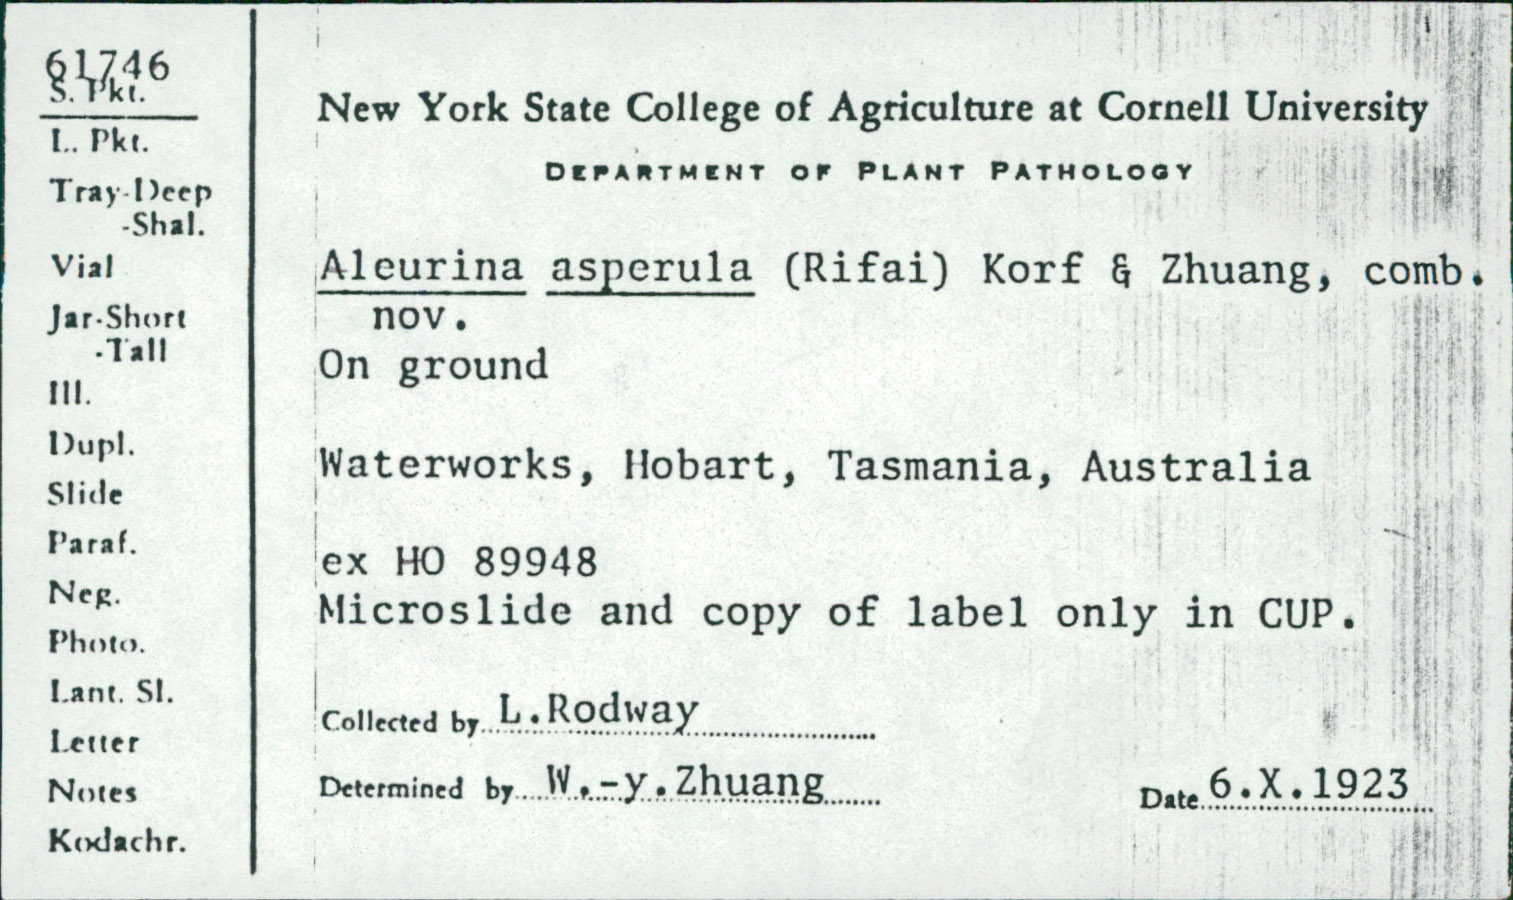 61746
S. Pkt.
L. Pkt.
Tray-Deep
-Shal.
Vial
Jar-Short
-Tall
Ill.
Dupl.
Slide
Paraf.
Neg.
Photo.
Lant. Sl.
Letter
Notes
Kodachr.
New York State College of Agriculture at Cornell University
DEPARTMENT OF PLANT PATHOLOGY
Aleurina asperula (Rifai) Korf & Zhuang, comb.
nov.
On ground
Waterworks, Hobart, Tasmania, Australia
ex HO 89948
Microslide and copy of label only in CUP.
Collected by L.Rodway
Determined by W.-y.Zhuang
Date 6.X.1923